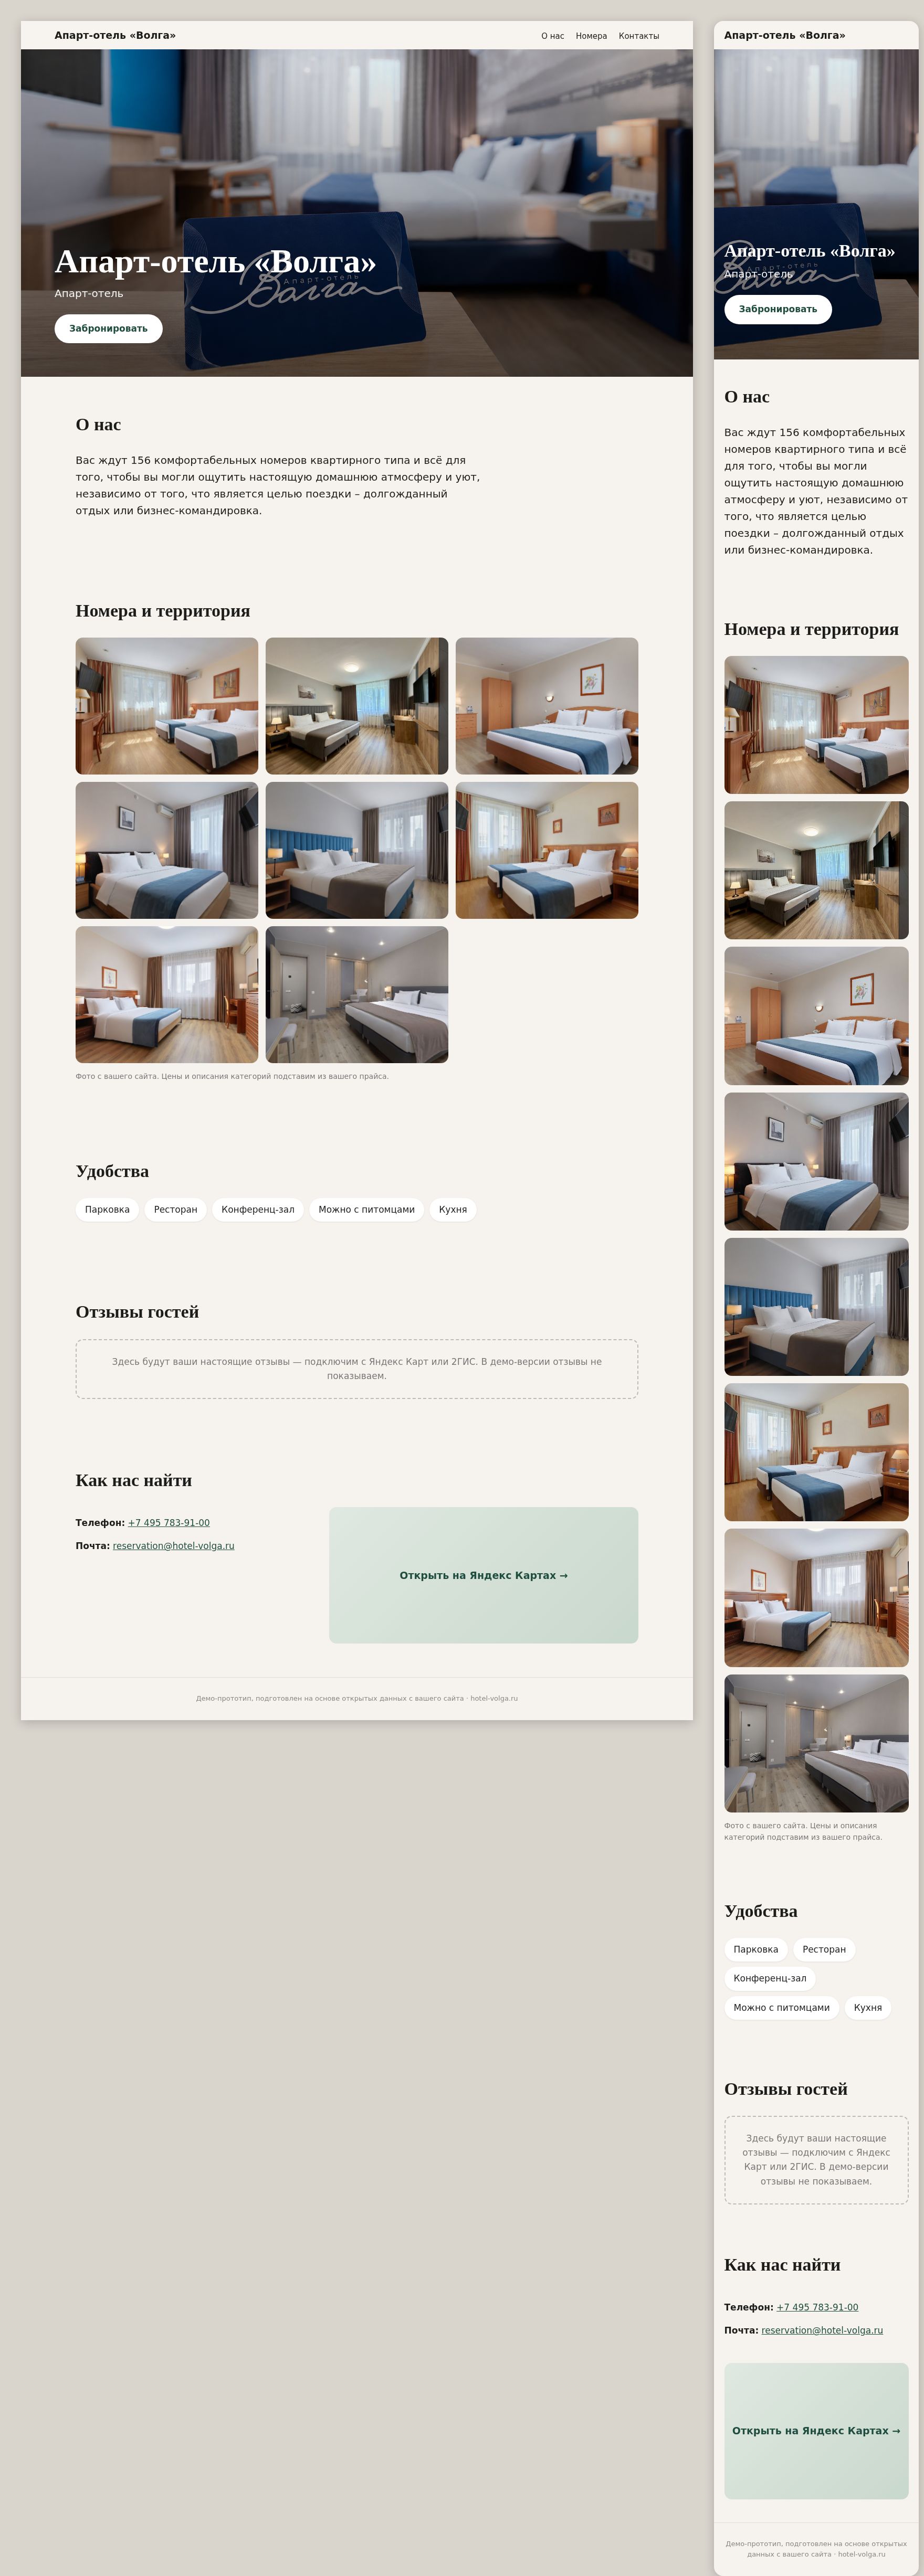 Апарт-отель «Волга»
О нас Номера Контакты
Апарт-отель «Волга»
Апарт-отель
Волга
Апарт-отель
Забронировать
О нас
Вас ждут 156 комфортабельных номеров квартирного типа и всё для
того, чтобы вы могли ощутить настоящую домашнюю атмосферу и уют,
независимо от того, что является целью поездки – долгожданный
отдых или бизнес-командировка.
Номера и территория
Фото с вашего сайта. Цены и описания категорий подставим из вашего прайса.
Удобства
Парковка Ресторан Конференц-зал Можно с питомцами Кухня
Отзывы гостей
Здесь будут ваши настоящие отзывы — подключим с Яндекс Карт или 2ГИС. В демо-версии отзывы не
показываем.
Как нас найти
Телефон: +7 495 783-91-00
Почта: reservation@hotel-volga.ru
Открыть на Яндекс Картах →
Демо-прототип, подготовлен на основе открытых данных с вашего сайта · hotel-volga.ru
Апарт-отель «Волга»
Апарт-отель «Волга»
Апарт-отель
Апарт-отель
Забронировать
О нас
Вас ждут 156 комфортабельных
номеров квартирного типа и всё
для того, чтобы вы могли
ощутить настоящую домашнюю
атмосферу и уют, независимо от
того, что является целью
поездки – долгожданный отдых
или бизнес-командировка.
Номера и территория
Фото с вашего сайта. Цены и описания
категорий подставим из вашего прайса.
Удобства
Парковка Ресторан
Конференц-зал
Можно с питомцами Кухня
Отзывы гостей
Здесь будут ваши настоящие
отзывы — подключим с Яндекс
Карт или 2ГИС. В демо-версии
отзывы не показываем.
Как нас найти
Телефон: +7 495 783-91-00
Почта: reservation@hotel-volga.ru
Открыть на Яндекс Картах →
Демо-прототип, подготовлен на основе открытых
данных с вашего сайта · hotel-volga.ru